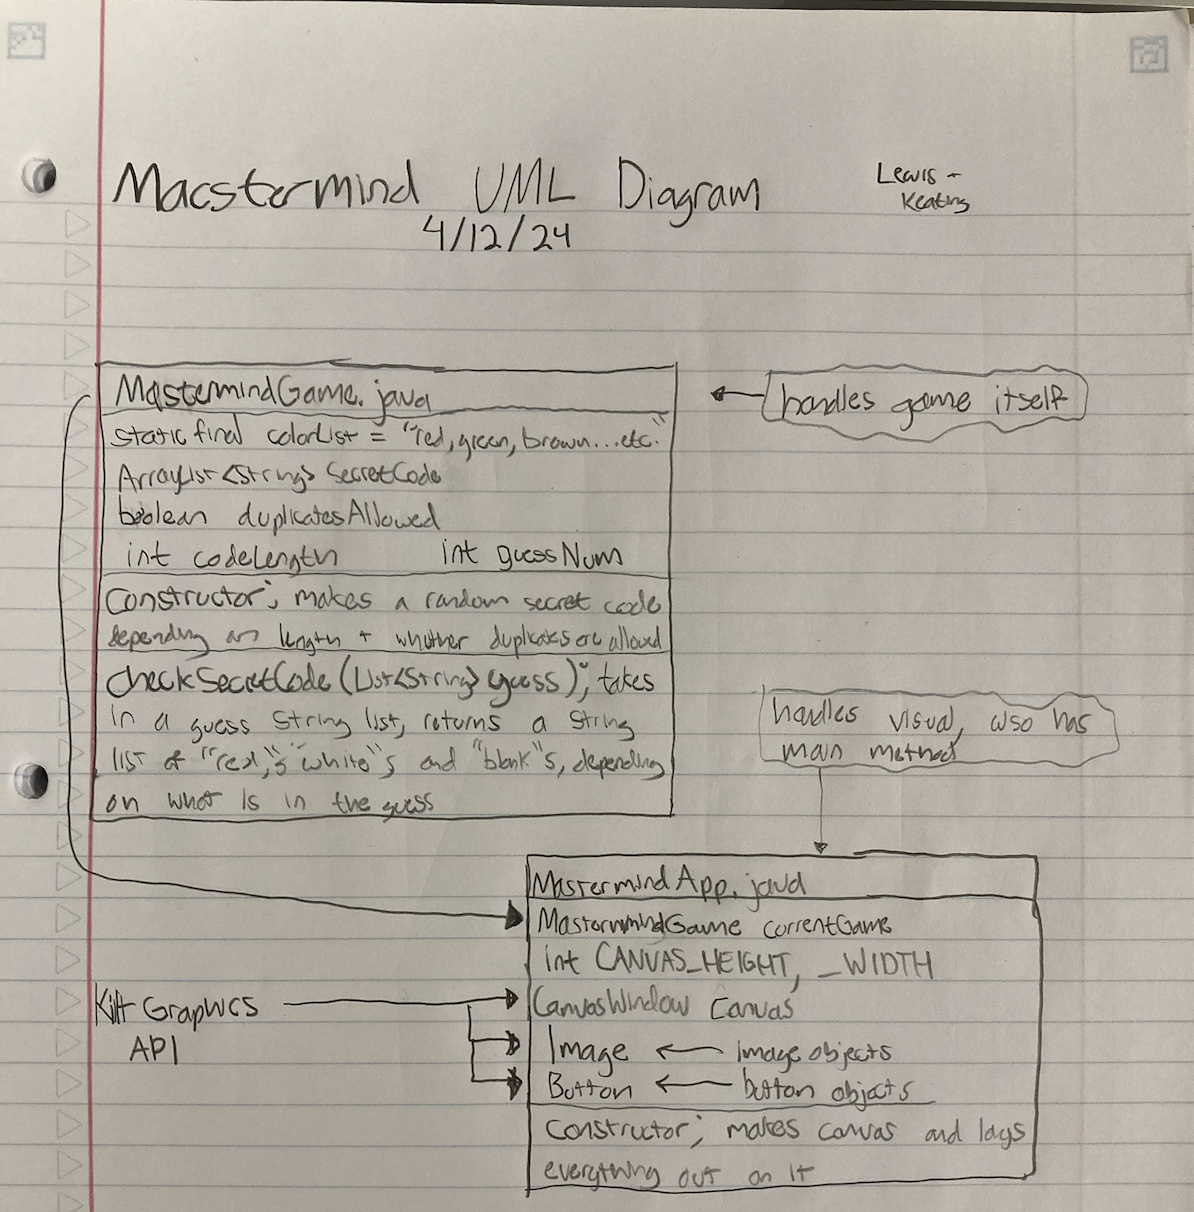 Macstermind UML Diagram
4/12/24
Lewis -
Keating
MastermindGame.java
handles game itself
static final colorList = "red, green, brown...etc."
ArrayList<String> SecretCode
boolean duplicatesAllowed
int codeLength int guessNum
Constructor; makes a random secret code
depending on length + whether duplicates are allowed
checkSecretCode (List<String> guess); takes
in a guess string list, returns a string
list of "red,"s "white"s and "blank"s, depending
on what is in the guess
handles visual, also has
main method
MastermindApp.java
MastermindGame currentGame
int CANVAS_HEIGHT, _WIDTH
Kilt Graphics
API
CanvasWindow Canvas
Image ← Image objects
Button ← button objects
Constructor; makes canvas and lays
everything out on it